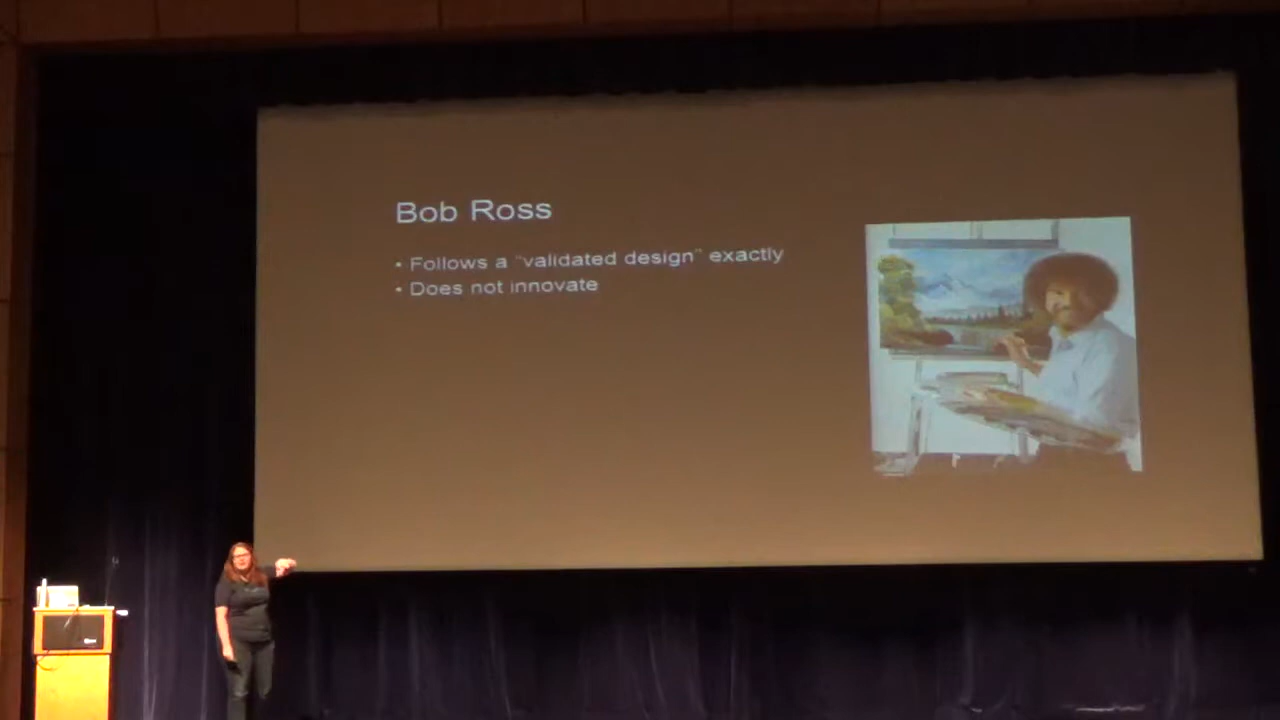 Bob Ross
• Follows a “validated design” exactly
• Does not innovate